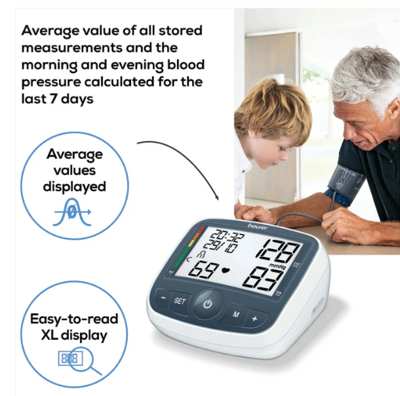 Average value of all stored
measurements and the
morning and evening blood
pressure calculated for the
last 7 days
Average
values
displayed
beurer
20:32
29/10
128
mmHg
69
83
SET
M
Easy-to-read
XL display